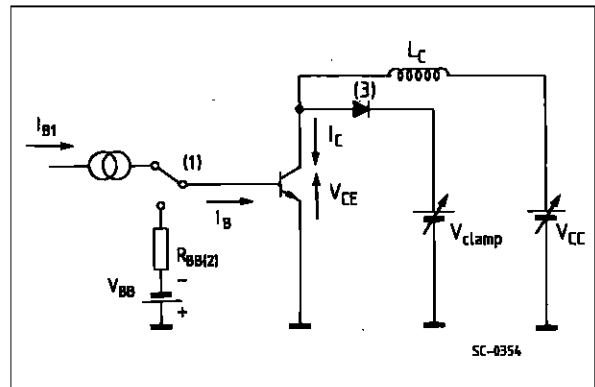 L_C
(3)
I_B1
(1)
I_C
V_CE
I_B
V_clamp
V_CC
R_BB(2)
V_BB
-
+
SC-0354